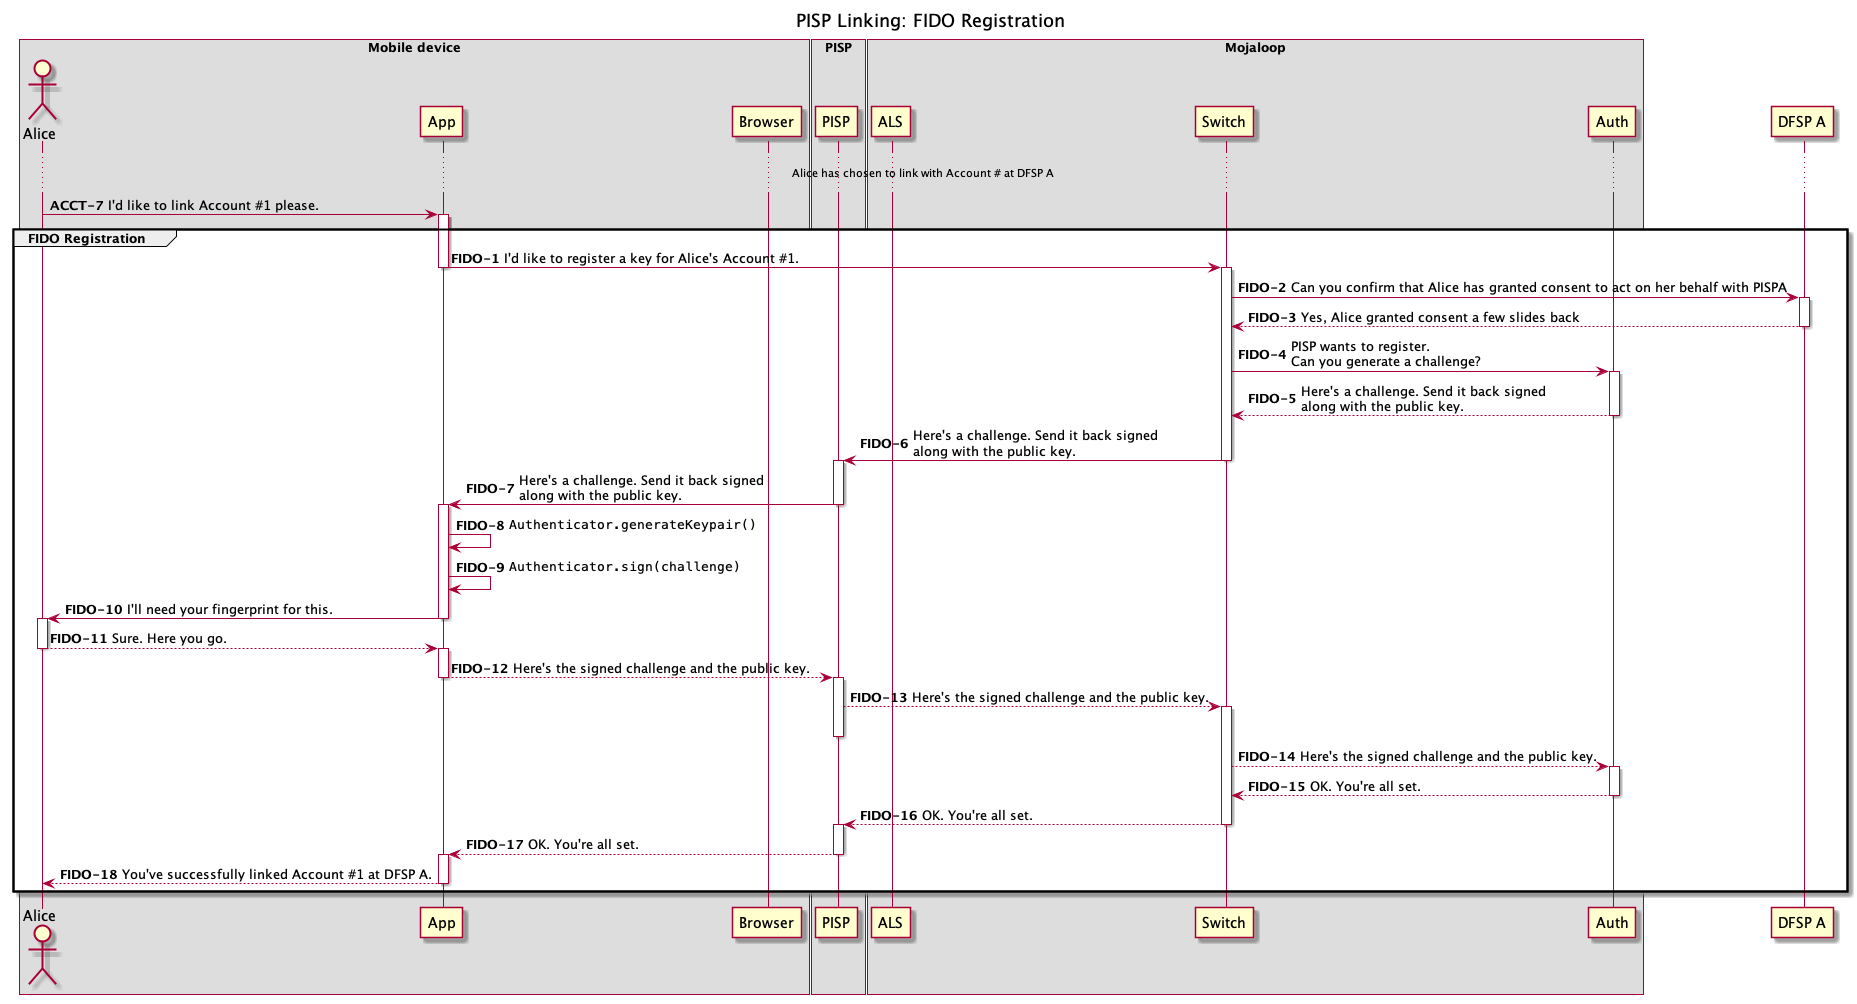 PISP Linking: FIDO Registration
Mobile device
PISP
Mojaloop
Alice
App
Browser
PISP
ALS
Switch
Auth
DFSP A
Alice has chosen to link with Account # at DFSP A
ACCT-7 I'd like to link Account #1 please.
FIDO Registration
FIDO-1 I'd like to register a key for Alice's Account #1.
FIDO-2 Can you confirm that Alice has granted consent to act on her behalf with PISPA
FIDO-3 Yes, Alice granted consent a few slides back
FIDO-4 PISP wants to register.
Can you generate a challenge?
FIDO-5 Here's a challenge. Send it back signed
along with the public key.
FIDO-6 Here's a challenge. Send it back signed
along with the public key.
FIDO-7 Here's a challenge. Send it back signed
along with the public key.
FIDO-8 Authenticator.generateKeypair()
FIDO-9 Authenticator.sign(challenge)
FIDO-10 I'll need your fingerprint for this.
FIDO-11 Sure. Here you go.
FIDO-12 Here's the signed challenge and the public key.
FIDO-13 Here's the signed challenge and the public key.
FIDO-14 Here's the signed challenge and the public key.
FIDO-15 OK. You're all set.
FIDO-16 OK. You're all set.
FIDO-17 OK. You're all set.
FIDO-18 You've successfully linked Account #1 at DFSP A.
Alice
App
Browser
PISP
ALS
Switch
Auth
DFSP A